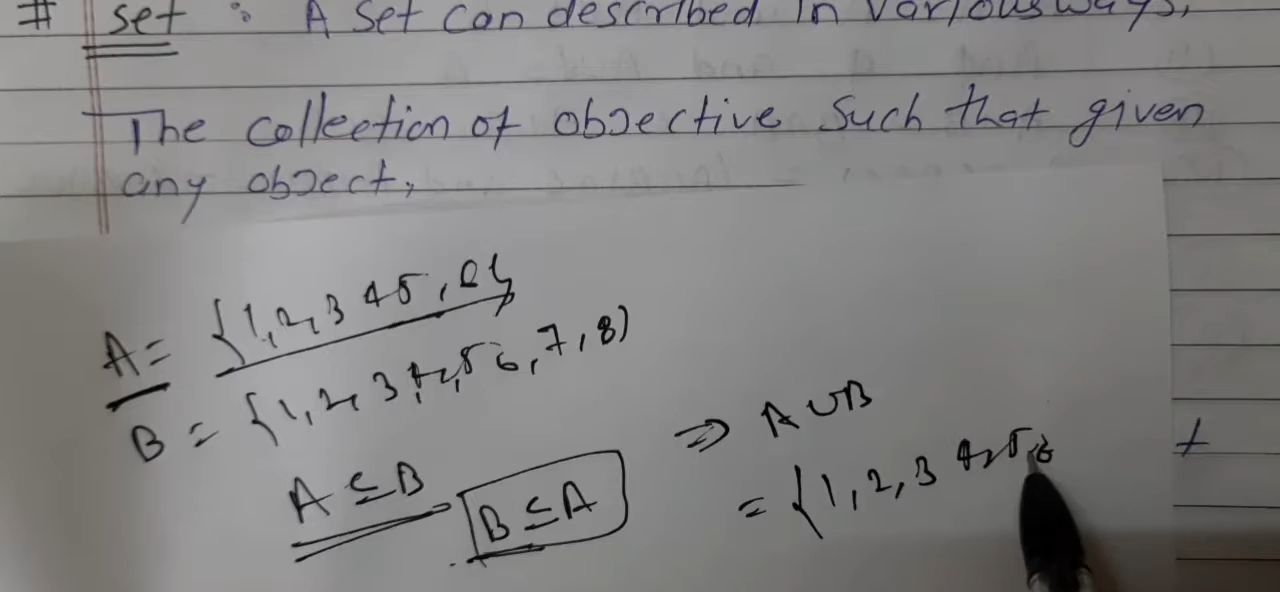 # set : A set can described in various ways,
The collection of objective such that given
any object,
A = {1,2,3 4 5,
B = {1,2,3,4,5 6,7,8}
A ⊆ B
B ⊆ A
⇒ A ∪ B
= {1,2,3 4,5,6